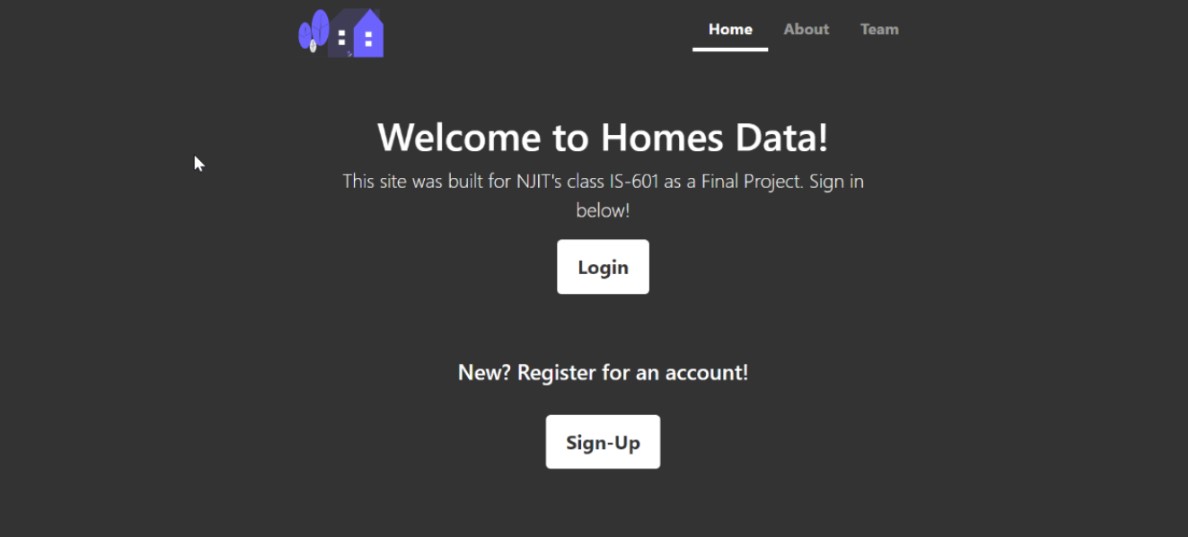 Home About Team
Welcome to Homes Data!
This site was built for NJIT's class IS-601 as a Final Project. Sign in
below!
Login
New? Register for an account!
Sign-Up